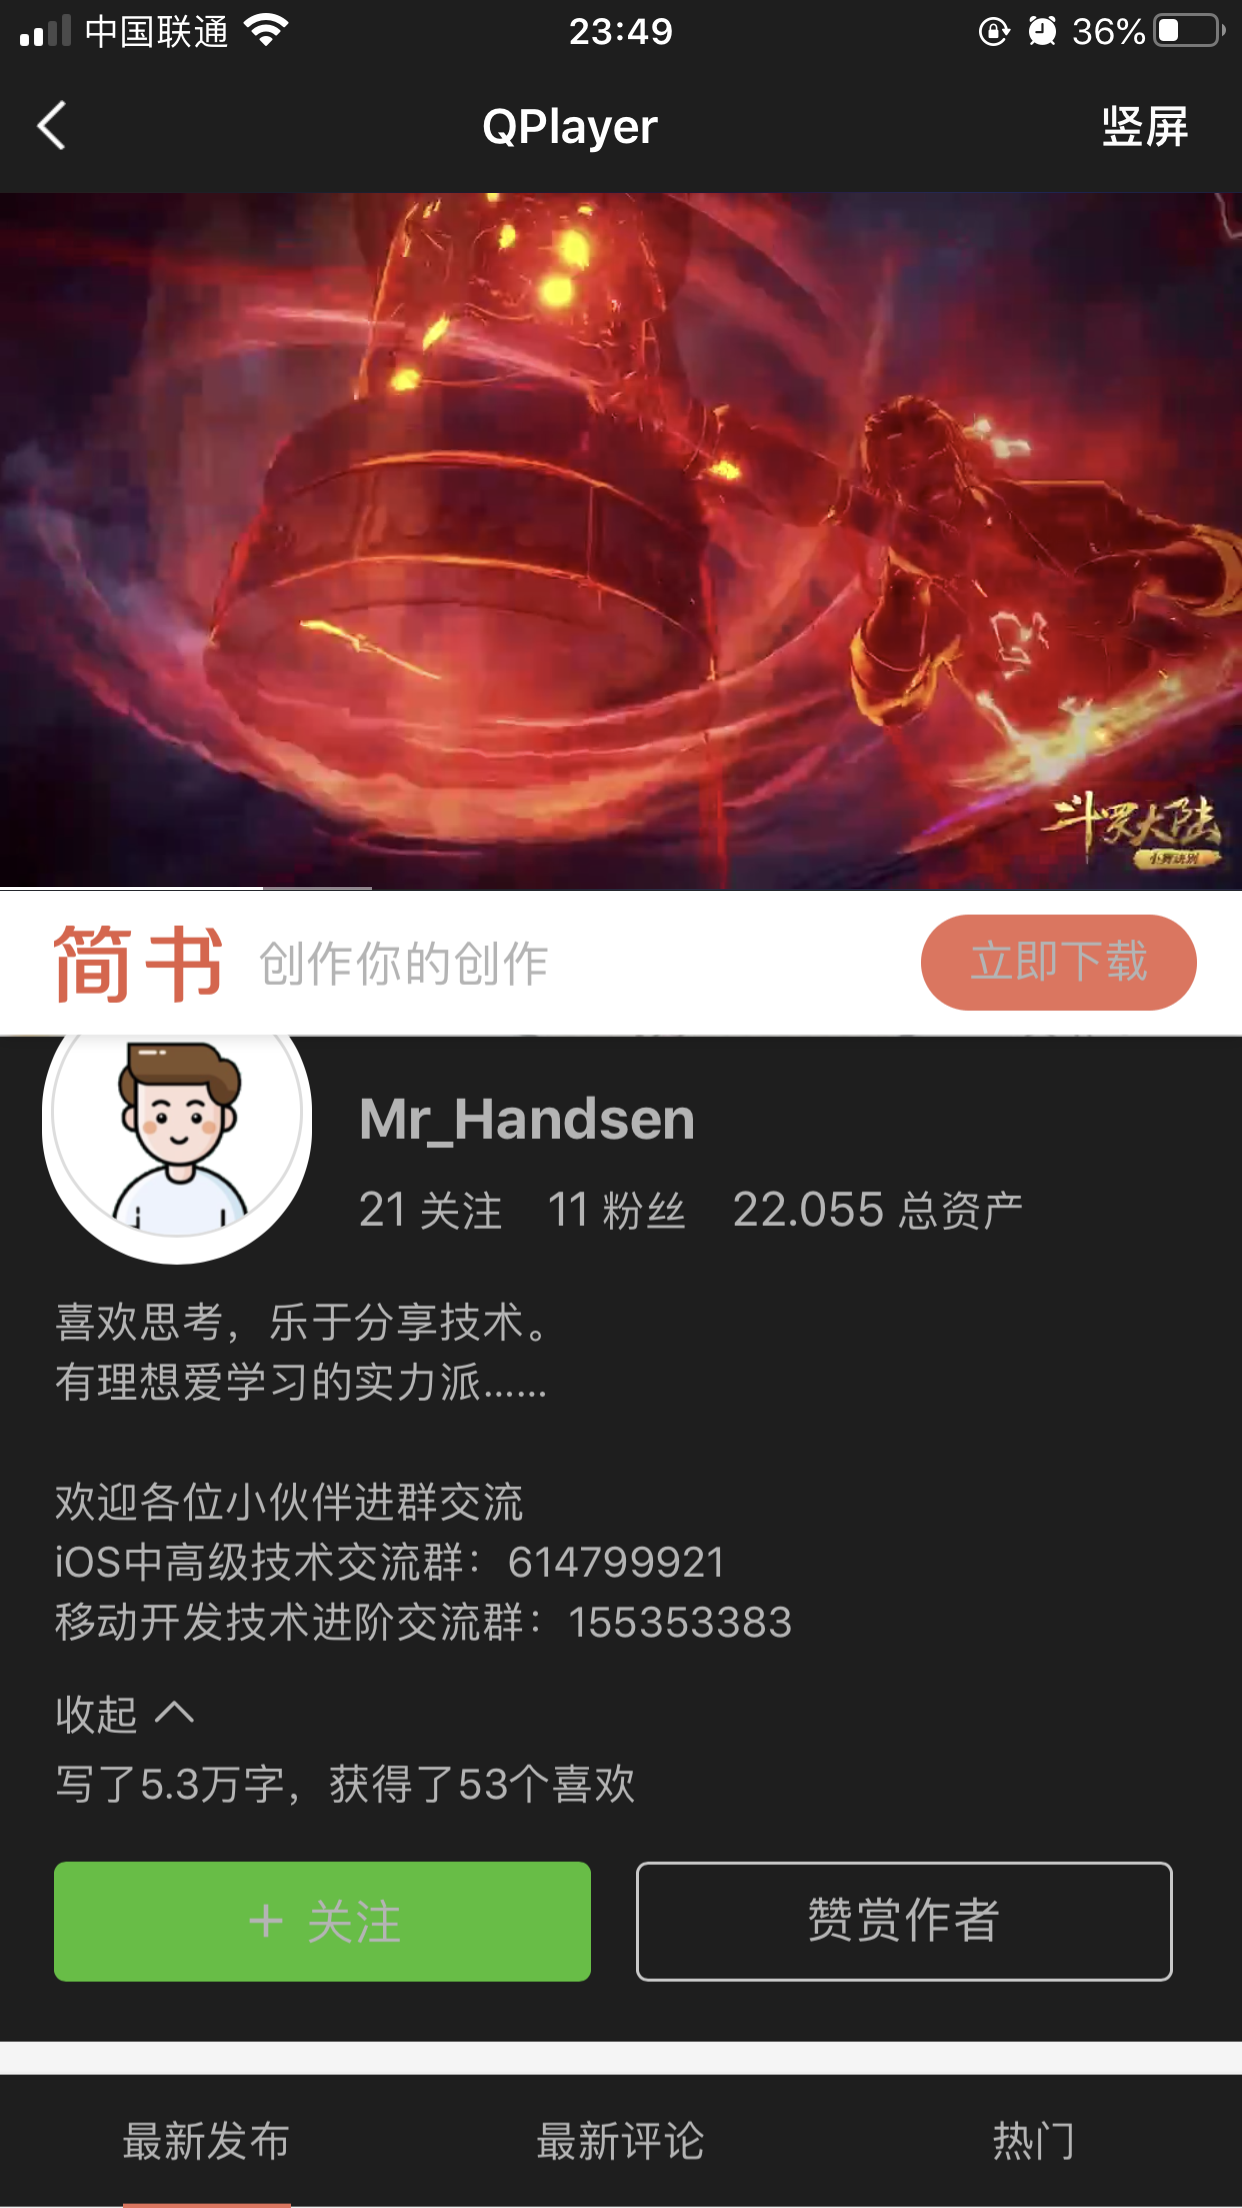 中国联通 23:49 36%
QPlayer 竖屏
斗罗大陆
简书 创作你的创作 立即下载
Mr_Handsen
21 关注 11 粉丝 22.055 总资产
喜欢思考，乐于分享技术。
有理想爱学习的实力派......
欢迎各位小伙伴进群交流
iOS中高级技术交流群：614799921
移动开发技术进阶交流群：155353383
收起
写了5.3万字，获得了53个喜欢
+ 关注 赞赏作者
最新发布 最新评论 热门